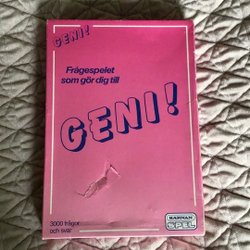 GENI!
Frågespelet
som gör dig till
GENI!
3000 frågor
och svar
KÄRNAN
SPEL